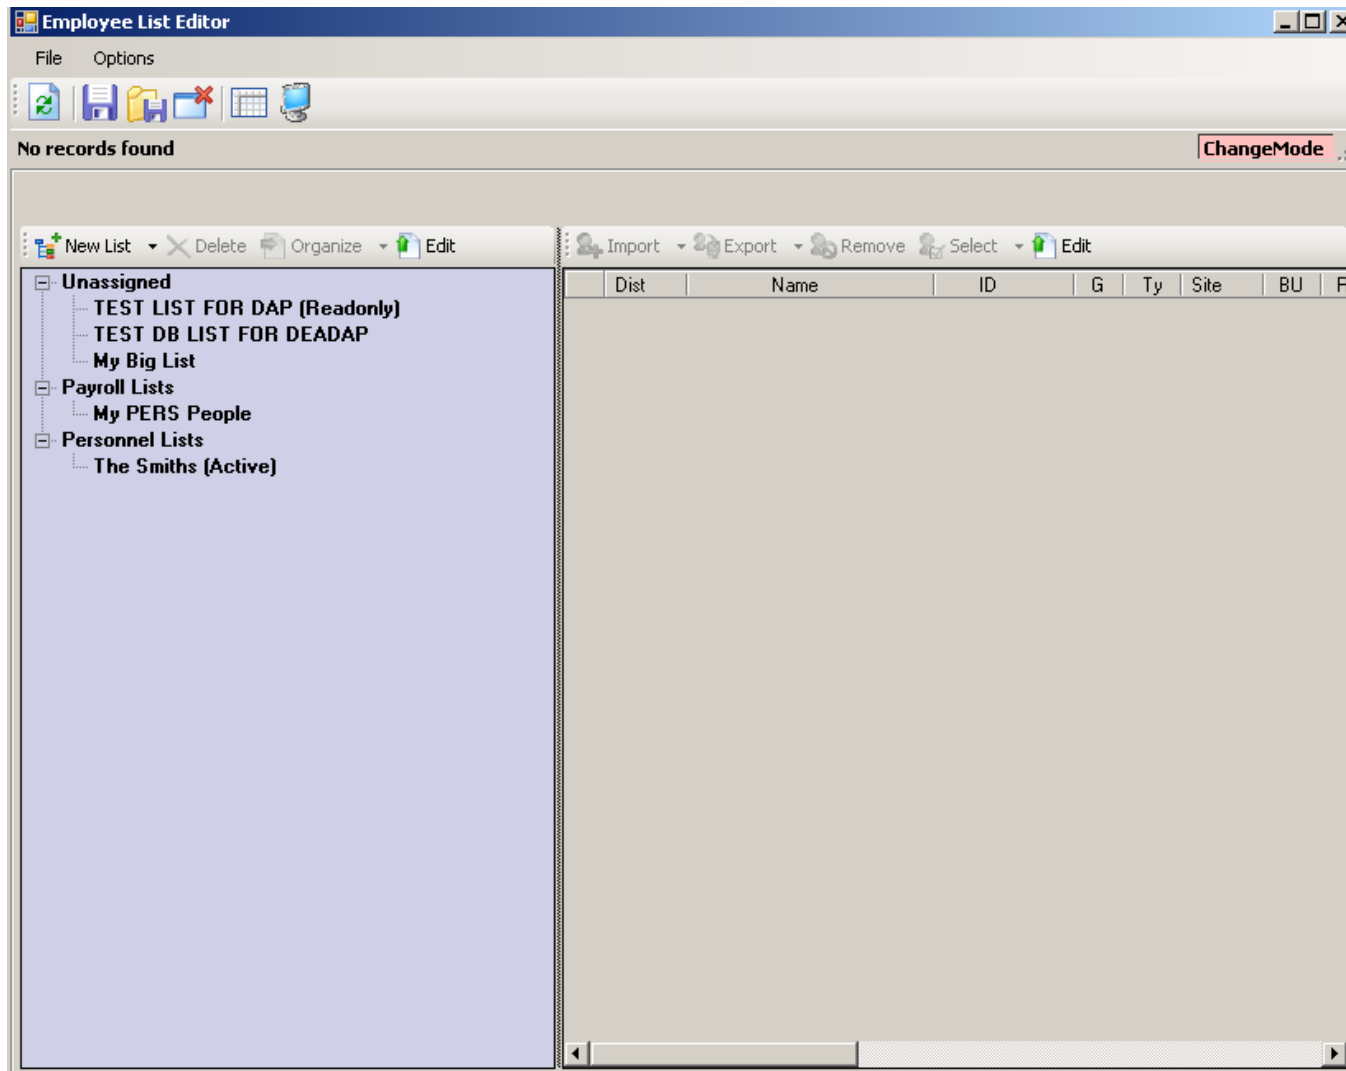 Employee List Editor
File Options
No records found ChangeMode
New List Delete Organize Edit Import Export Remove Select Edit
Dist Name ID G Ty Site BU
Unassigned
TEST LIST FOR DAP (Readonly)
TEST DB LIST FOR DEADAP
My Big List
Payroll Lists
My PERS People
Personnel Lists
The Smiths (Active)